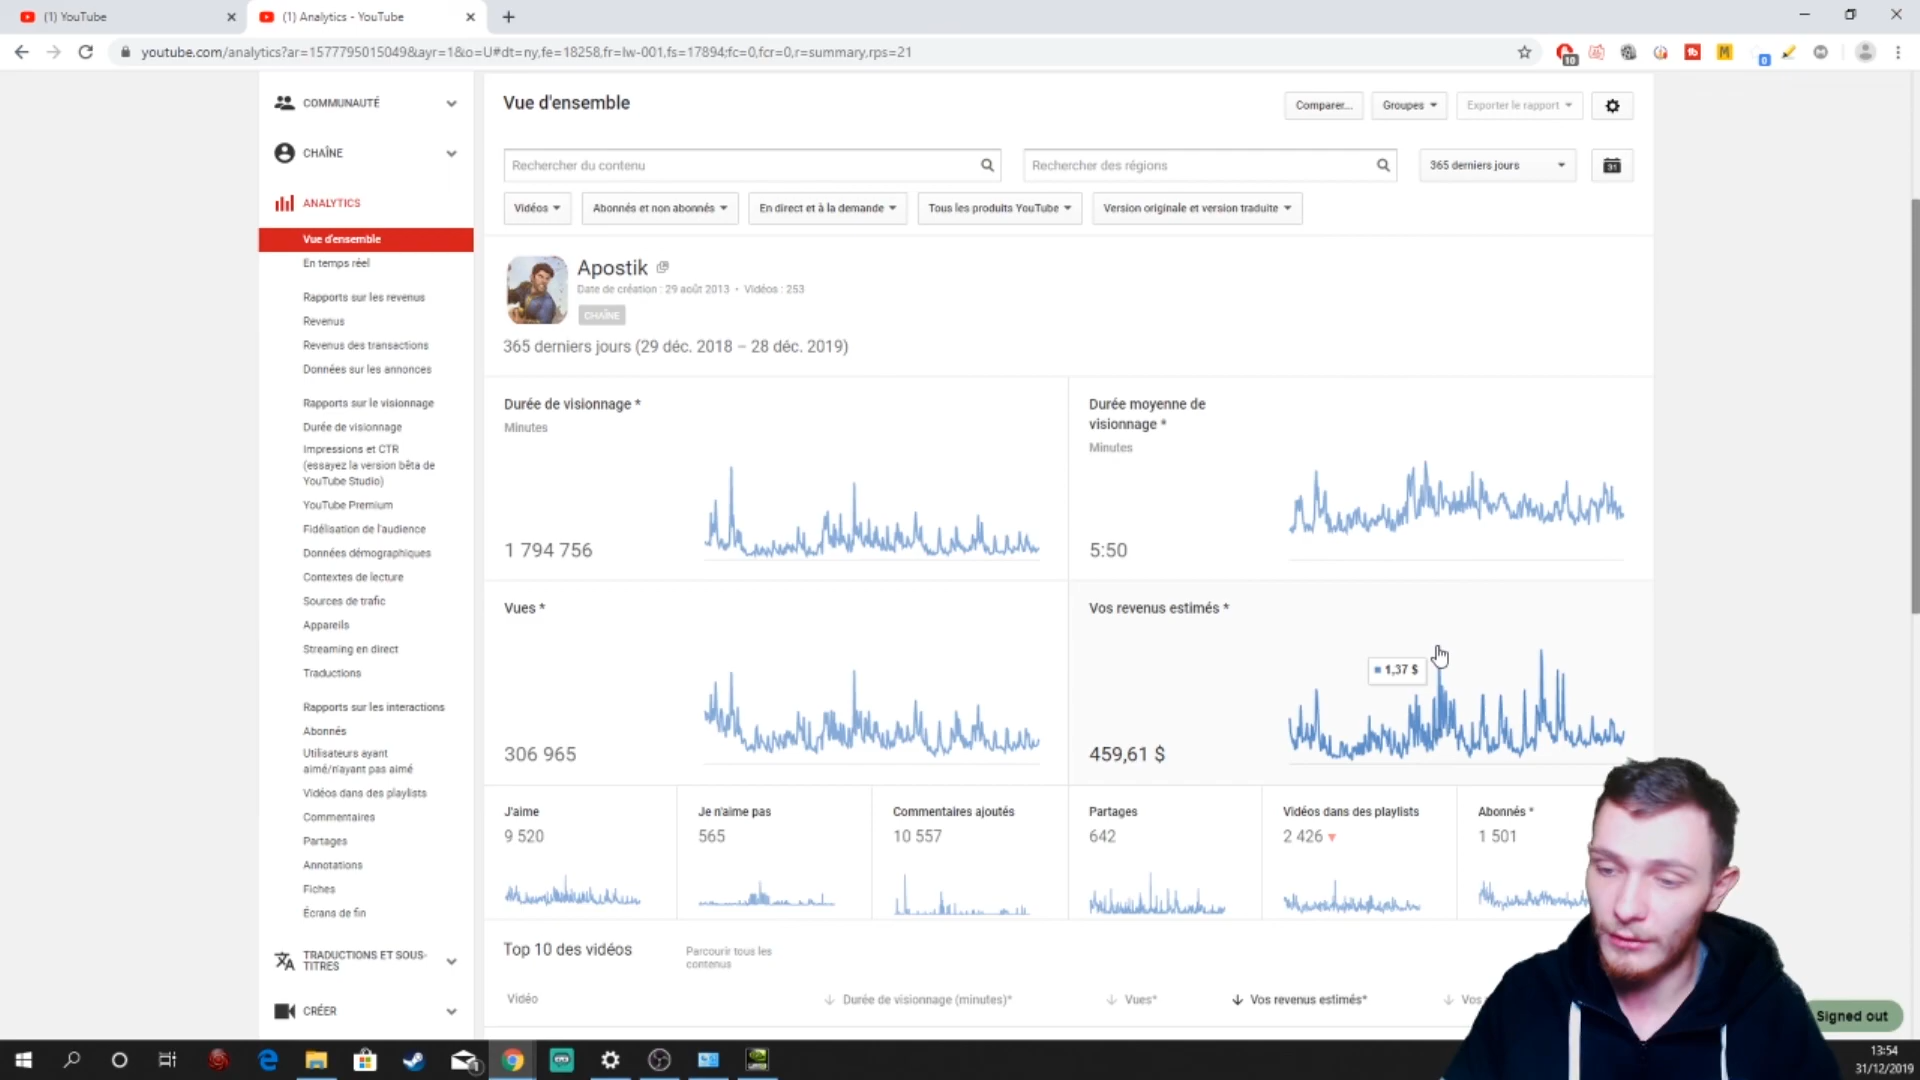 (1) YouTube
(1) Analytics - YouTube
youtube.com/analytics?ar=1577795015049&ayr=1&o=U#dt=ny,fe=18258,fr=lw-001,fs=17894;fc=0,fcr=0,r=summary,rps=21
10
0
COMMUNAUTÉ
CHAÎNE
ANALYTICS
Vue d'ensemble
En temps réel
Rapports sur les revenus
Revenus
Revenus des transactions
Données sur les annonces
Rapports sur le visionnage
Durée de visionnage
Impressions et CTR
(essayez la version bêta de
YouTube Studio)
YouTube Premium
Fidélisation de l'audience
Données démographiques
Contextes de lecture
Sources de trafic
Appareils
Streaming en direct
Traductions
Rapports sur les interactions
Abonnés
Utilisateurs ayant
aimé/n'ayant pas aimé
Vidéos dans des playlists
Commentaires
Partages
Annotations
Fiches
Écrans de fin
TRADUCTIONS ET SOUS-
TITRES
CRÉER
Vue d'ensemble
Comparer...
Groupes
Exporter le rapport
Rechercher du contenu
Rechercher des régions
365 derniers jours
31
Vidéos
Abonnés et non abonnés
En direct et à la demande
Tous les produits YouTube
Version originale et version traduite
Apostik
Date de création : 29 août 2013 • Vidéos : 253
CHAÎNE
365 derniers jours (29 déc. 2018 – 28 déc. 2019)
Durée de visionnage *
Minutes
1 794 756
Durée moyenne de
visionnage *
Minutes
5:50
Vues *
306 965
Vos revenus estimés *
1,37 $
459,61 $
J'aime
9 520
Je n'aime pas
565
Commentaires ajoutés
10 557
Partages
642
Vidéos dans des playlists
2 426
Abonnés *
1 501
Top 10 des vidéos
Parcourir tous les
contenus
Vidéo
Durée de visionnage (minutes)*
Vues*
Vos revenus estimés*
Vos
Signed out
13:54
31/12/2019